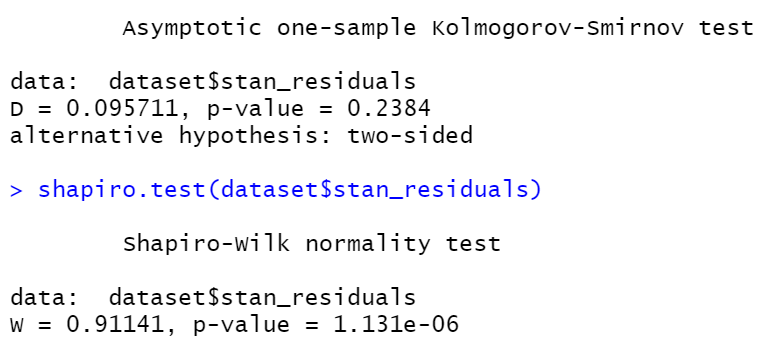 Asymptotic one-sample Kolmogorov-Smirnov test
data:  dataset$stan_residuals
D = 0.095711, p-value = 0.2384
alternative hypothesis: two-sided
> shapiro.test(dataset$stan_residuals)
Shapiro-Wilk normality test
data:  dataset$stan_residuals
W = 0.91141, p-value = 1.131e-06